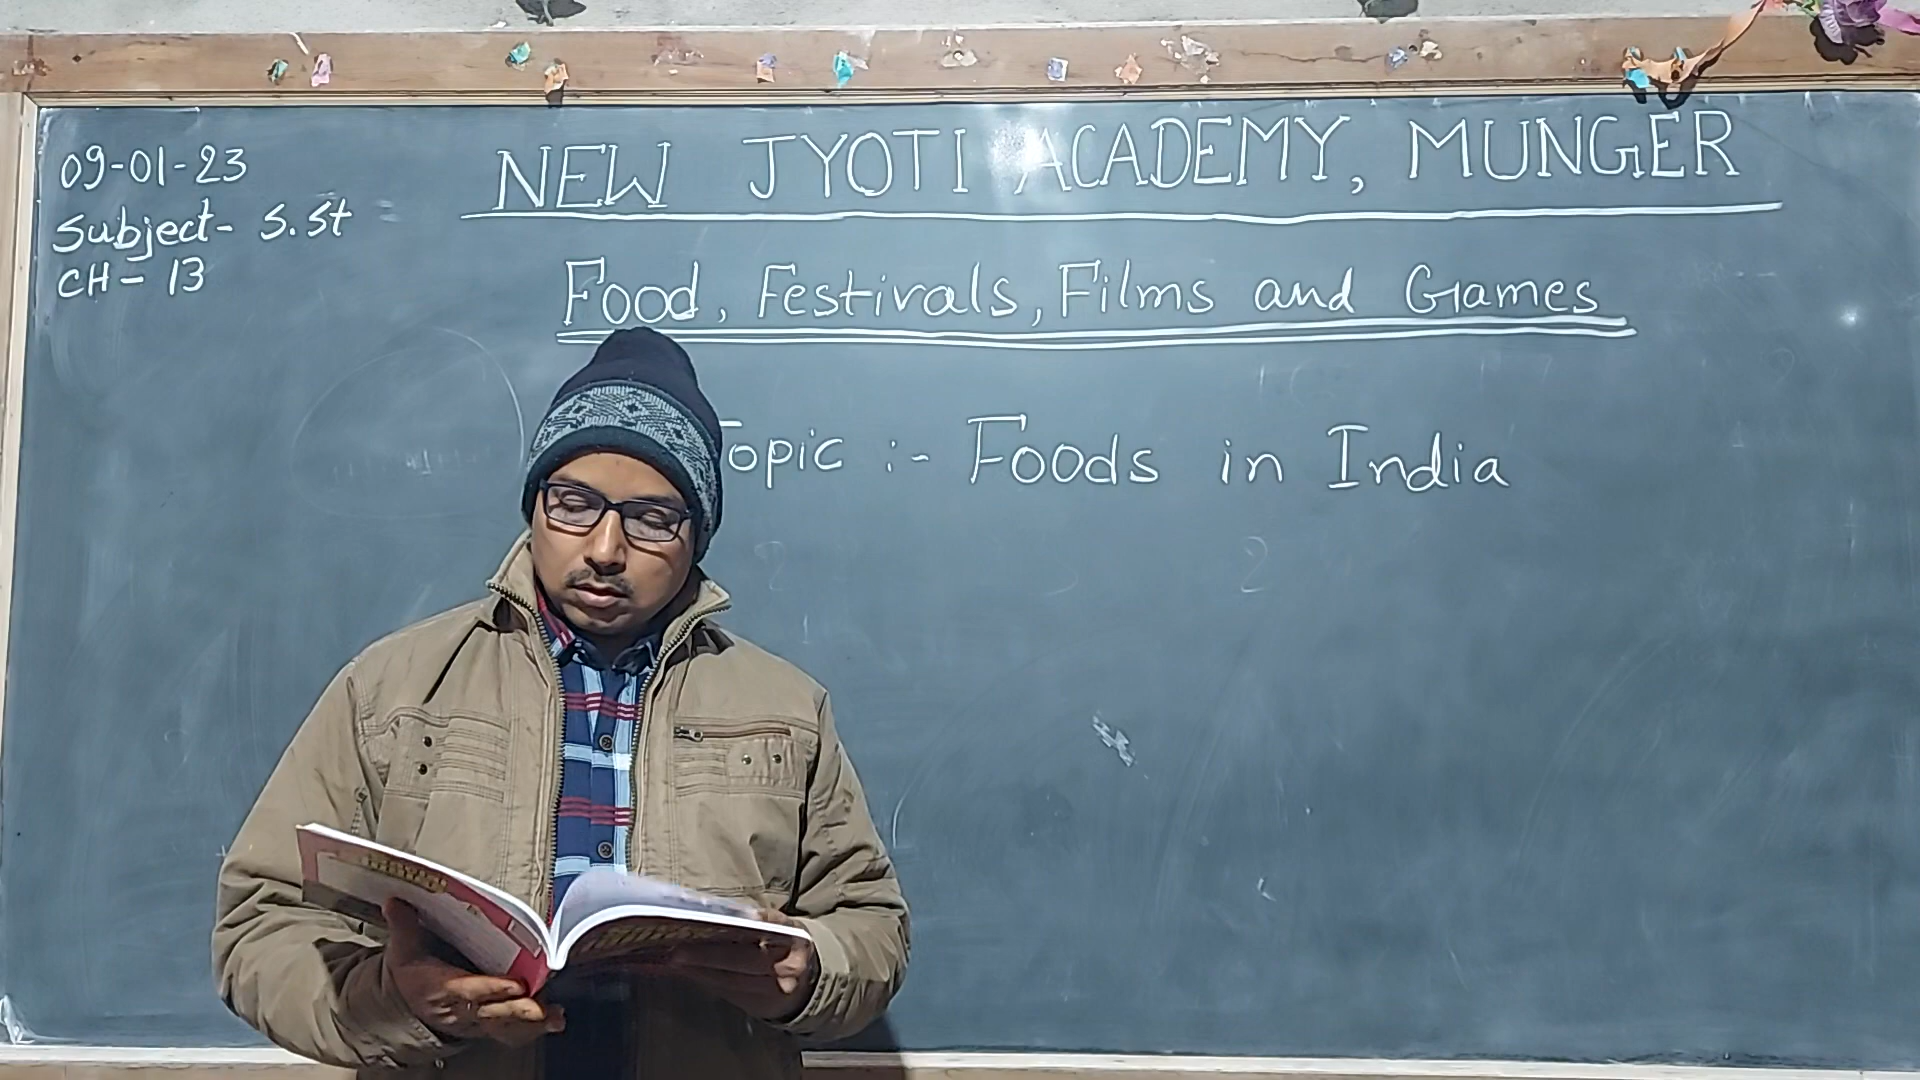 09-01-23
Subject- S.St
CH- 13
NEW JYOTI ACADEMY, MUNGER
Food, Festivals, Films and Games
Topic :- Foods in India